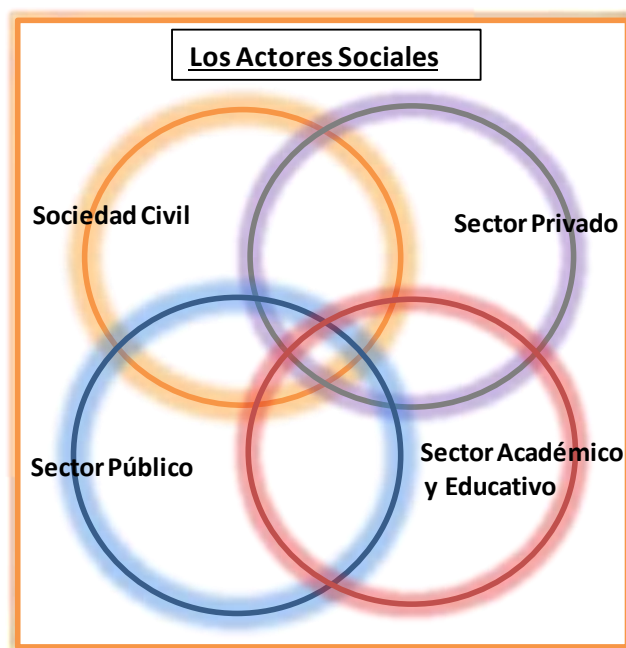 Los Actores Sociales
Sociedad Civil
Sector Privado
Sector Público
Sector Académico
y Educativo